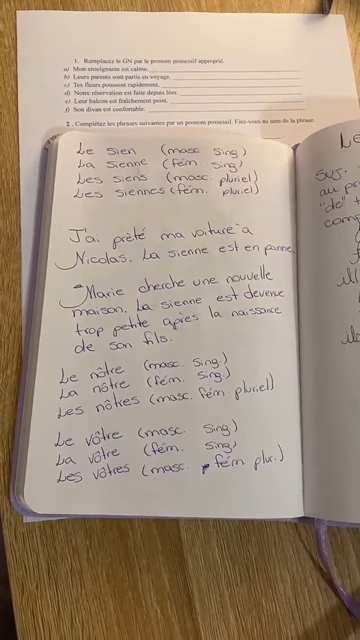 1. Remplacez le GN par le pronom possessif approprié.
a) Mon enseignante est calme.
b) Leurs parents sont partis en voyage.
c) Tes fleurs poussent rapidement.
d) Notre réservation est faite depuis hier.
e) Leur balcon est fraîchement peint.
f) Son divan est confortable.
2. Complétez les phrases suivantes par un pronom possessif. Fiez-vous au sens de la phrase.
Le sien (masc sing.)
La sienne (fém. sing)
Les siens (masc. pluriel)
Les siennes (fém. pluriel)
J'ai prêté ma voiture à
Nicolas. La sienne est en panne
Marie cherche une nouvelle
maison. La sienne est devenue
trop petite après la naissance
de son fils.
Le nôtre (masc. sing.)
La nôtre (fém. sing.)
Les nôtres (masc. fém. pluriel)
Le vôtre (masc. sing.)
La vôtre (fém. sing)
Les vôtres (masc. fém. plur.)
Le
Suj.
"de"